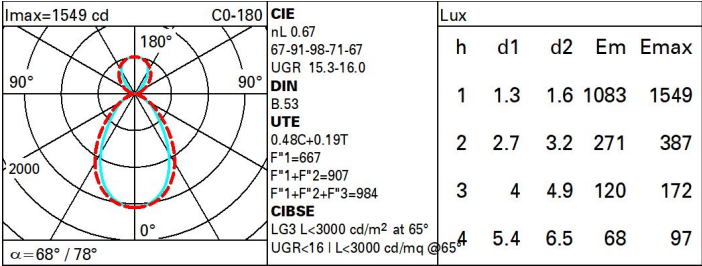 Imax=1549 cd C0-180
180°
90° 90°
2000
0°
α=68° / 78°
CIE
nL 0.67
67-91-98-71-67
UGR 15.3-16.0
DIN
B.53
UTE
0.48C+0.19T
F"1=667
F"1+F"2=907
F"1+F"2+F"3=984
CIBSE
LG3 L<3000 cd/m² at 65°
UGR<16 | L<3000 cd/mq @65°
Lux
h d1 d2 Em Emax
1 1.3 1.6 1083 1549
2 2.7 3.2 271 387
3 4 4.9 120 172
4 5.4 6.5 68 97